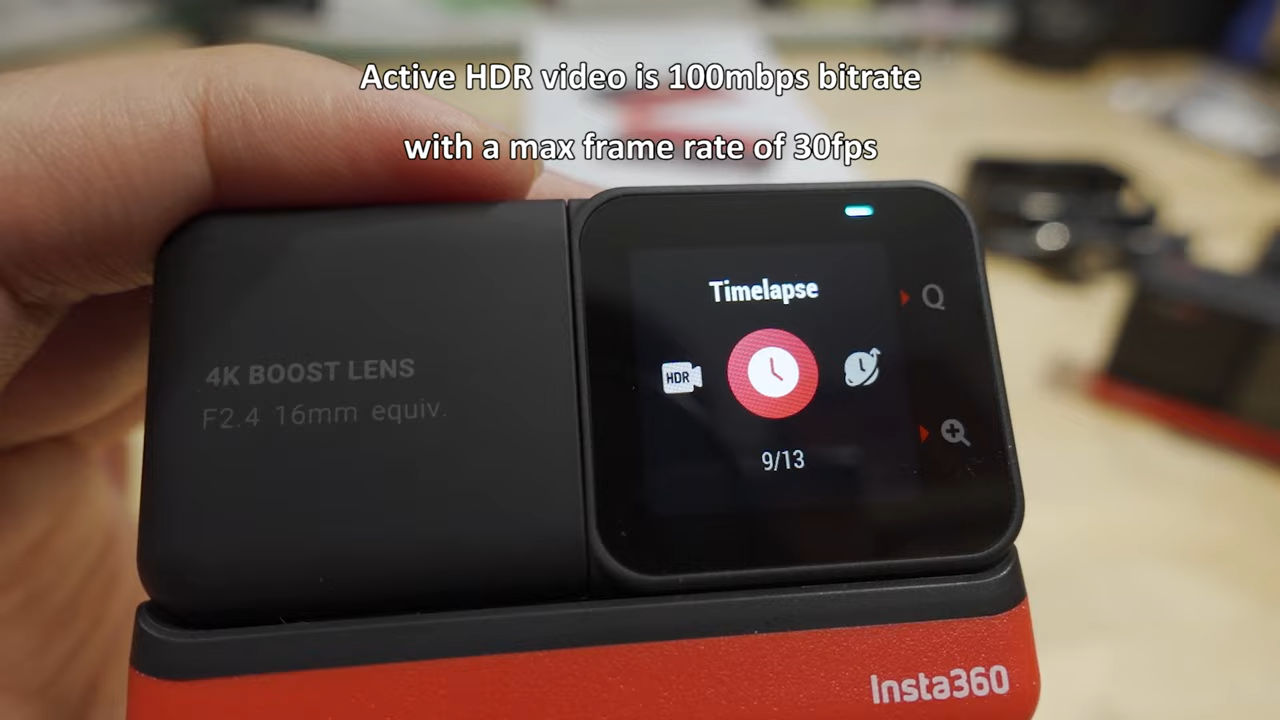 Active HDR video is 100mbps bitrate
with a max frame rate of 30fps
Timelapse
HDR
9/13
Q
4K BOOST LENS
F2.4 16mm equiv.
Insta360